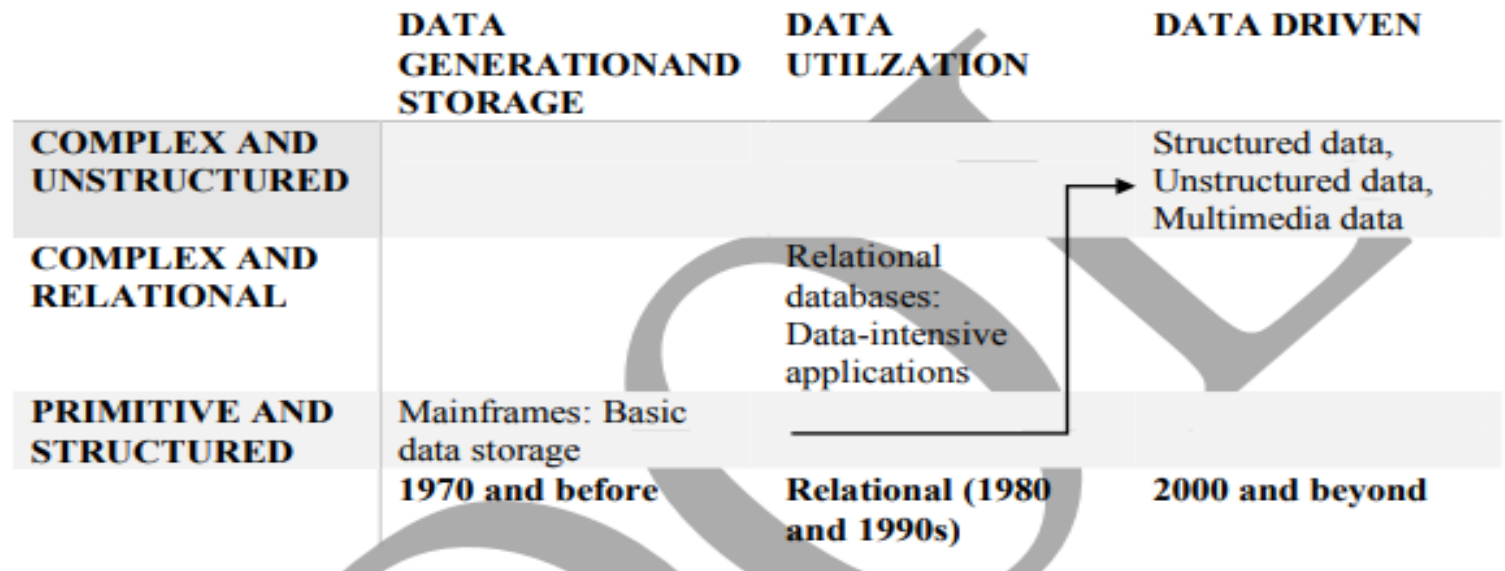 DATA
GENERATIONAND
STORAGE
DATA
UTILZATION
DATA DRIVEN
COMPLEX AND
UNSTRUCTURED
Structured data,
Unstructured data,
Multimedia data
COMPLEX AND
RELATIONAL
Relational
databases:
Data-intensive
applications
PRIMITIVE AND
STRUCTURED
Mainframes: Basic
data storage
1970 and before
Relational (1980
and 1990s)
2000 and beyond